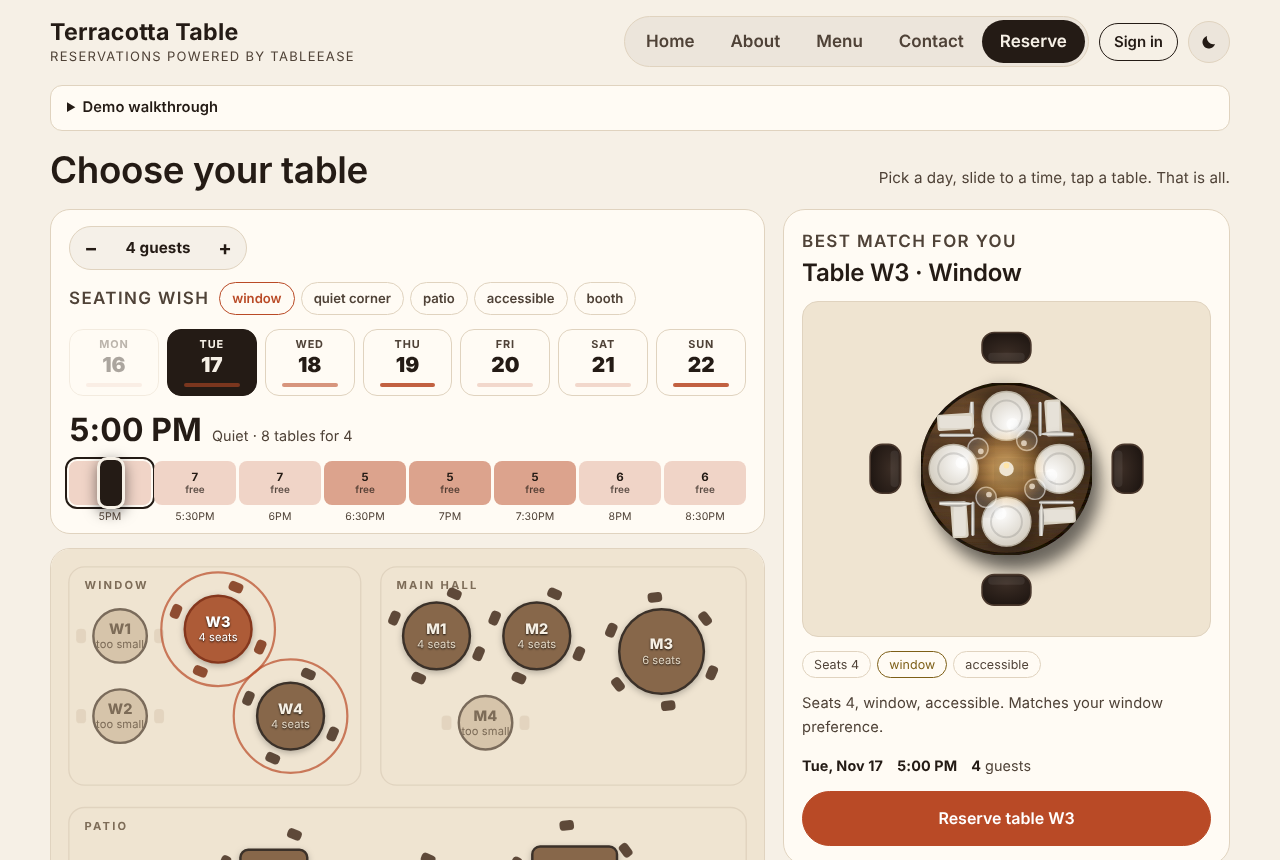 Terracotta Table
RESERVATIONS POWERED BY TABLEEASE
Home About Menu Contact Reserve Sign in
Demo walkthrough
Choose your table
Pick a day, slide to a time, tap a table. That is all.
− 4 guests +
SEATING WISH window quiet corner patio accessible booth
MON TUE WED THU FRI SAT SUN
16 17 18 19 20 21 22
5:00 PM Quiet · 8 tables for 4
7 7 5 5 5 6 6
free free free free free free free
5PM 5:30PM 6PM 6:30PM 7PM 7:30PM 8PM 8:30PM
WINDOW
W1
too small
W3
4 seats
W2
too small
W4
4 seats
MAIN HALL
M1
4 seats
M2
4 seats
M3
6 seats
M4
too small
PATIO
BEST MATCH FOR YOU
Table W3 · Window
Seats 4 window accessible
Seats 4, window, accessible. Matches your window
preference.
Tue, Nov 17 5:00 PM 4 guests
Reserve table W3